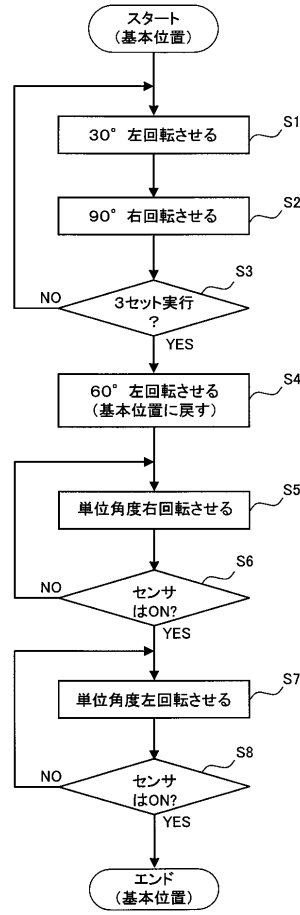 スタート
(基本位置)
S1
30° 左回転させる
S2
90° 右回転させる
S3
3セット実行
?
NO
YES
S4
60° 左回転させる
(基本位置に戻す)
S5
単位角度右回転させる
S6
センサ
はON?
NO
YES
S7
単位角度左回転させる
S8
センサ
はON?
NO
YES
エンド
(基本位置)